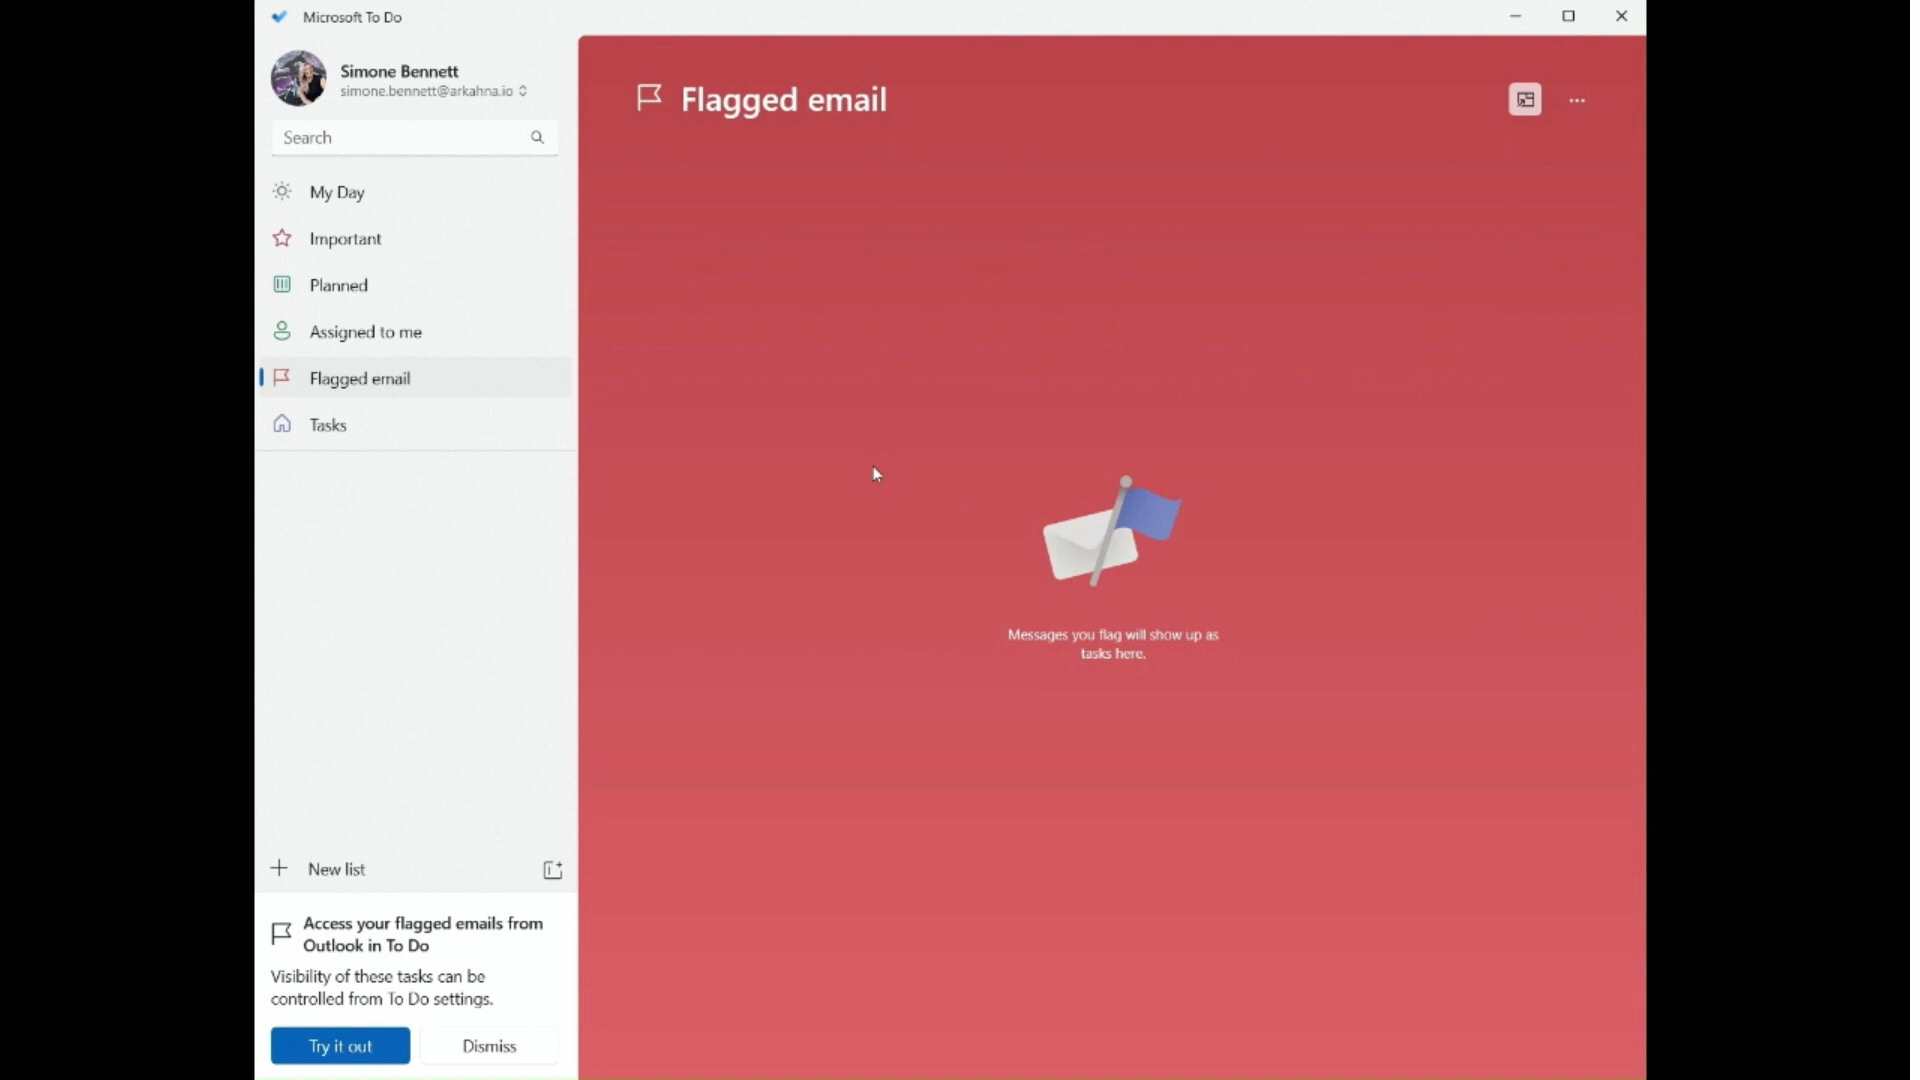 Microsoft To Do
Simone Bennett
simone.bennett@arkahna.io
Search
My Day
Important
Planned
Assigned to me
Flagged email
Tasks
New list
Access your flagged emails from
Outlook in To Do
Visibility of these tasks can be
controlled from To Do settings.
Try it out
Dismiss
Flagged email
Messages you flag will show up as
tasks here.